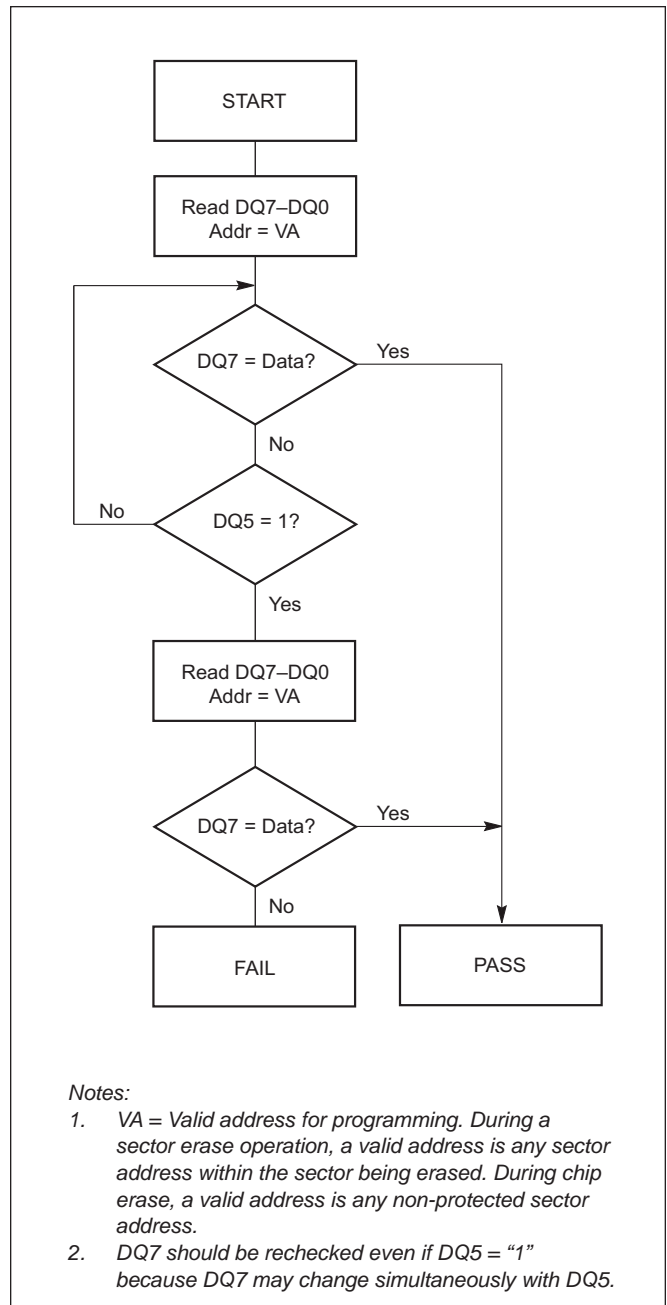 START
Read DQ7–DQ0
Addr = VA
DQ7 = Data?
Yes
No
No
DQ5 = 1?
Yes
Read DQ7–DQ0
Addr = VA
DQ7 = Data?
Yes
No
FAIL
PASS
Notes:
1. VA = Valid address for programming. During a
sector erase operation, a valid address is any sector
address within the sector being erased. During chip
erase, a valid address is any non-protected sector
address.
2. DQ7 should be rechecked even if DQ5 = “1”
because DQ7 may change simultaneously with DQ5.